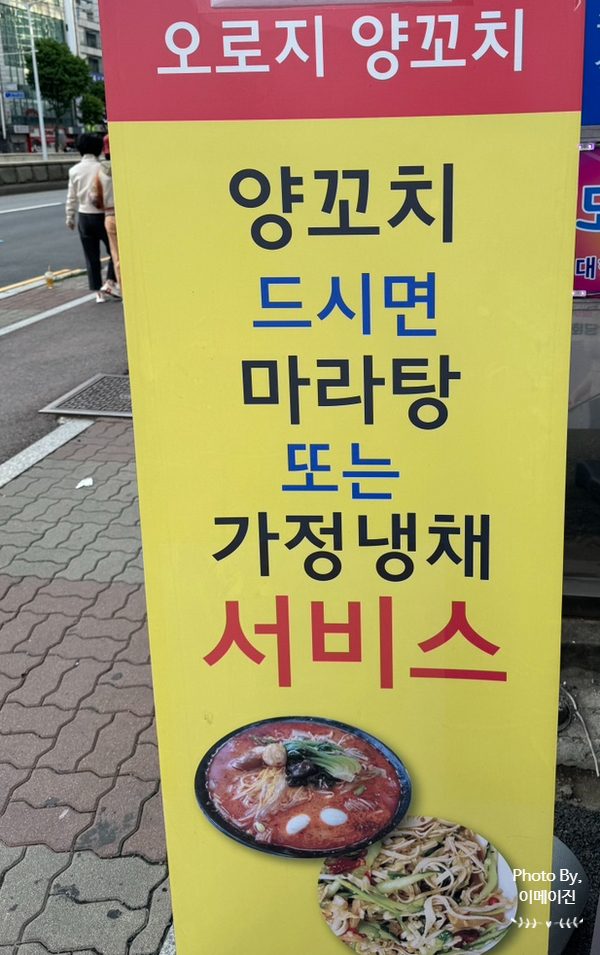 오로지 양꼬치
양꼬치
드시면
마라탕
또는
가정냉채
서비스
Photo By,
이메이진